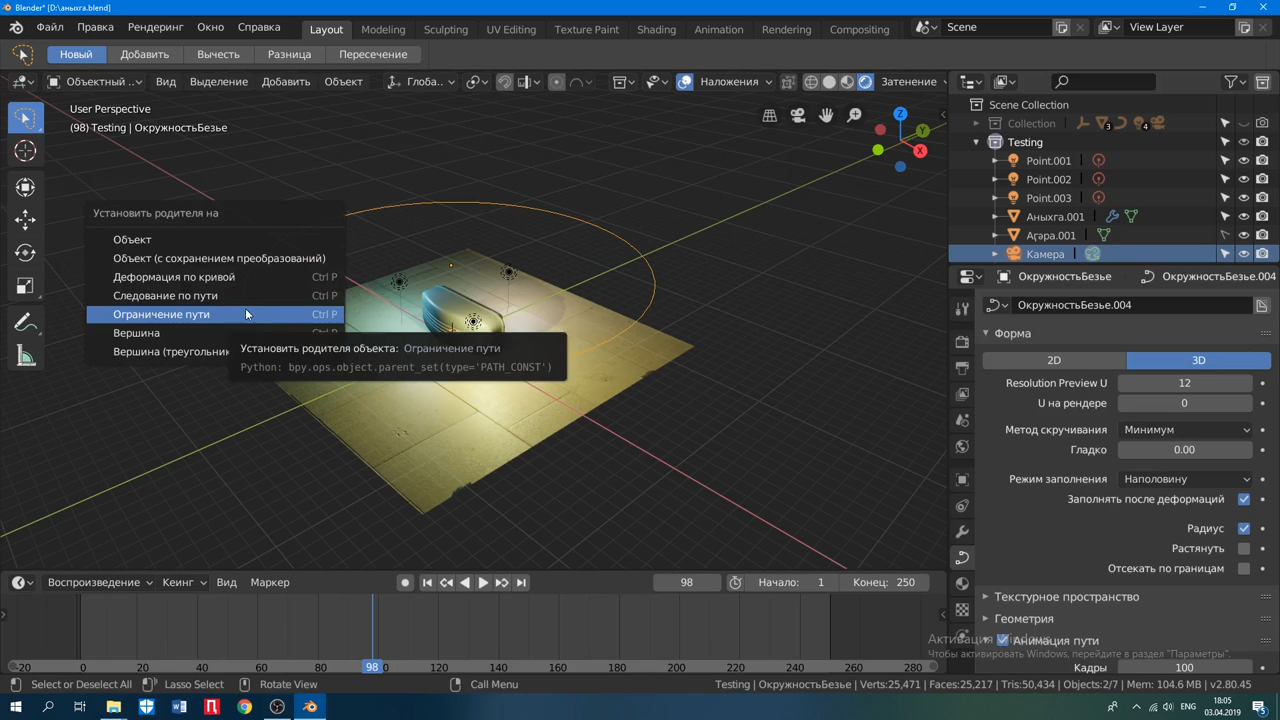 Blender* [D:\аныхга.blend]
Файл Правка Рендеринг Окно Справка
Layout Modeling Sculpting UV Editing Texture Paint Shading Animation Rendering Compositing
Scene View Layer
Новый Добавить Вычесть Разница Пересечение
Объектный .. Вид Выделение Добавить Объект Глоба.. Наложения Затенение
User Perspective
(98) Testing | ОкружностьБезье
Z
Y
X
Scene Collection
Collection 3 4
Testing
Point.001
Point.002
Point.003
Аныхга.001
Агәра.001
Камера
Установить родителя на
Объект
Объект (с сохранением преобразований)
Деформация по кривой Ctrl P
Следование по пути Ctrl P
Ограничение пути Ctrl P
Вершина Ctrl P
Вершина (треугольник
Установить родителя объекта: Ограничение пути
Python: bpy.ops.object.parent_set(type='PATH_CONST')
ОкружностьБезье ОкружностьБезье.004
ОкружностьБезье.004
Форма
2D 3D
Resolution Preview U 12
U на рендере 0
Метод скручивания Минимум
Гладко 0.00
Режим заполнения Наполовину
Заполнять после деформаций
Радиус
Растянуть
Отсекать по границам
Текстурное пространство
Геометрия
Анимация пути
Кадры 100
Активация Windows
Чтобы активировать Windows, перейдите в раздел "Параметры".
Воспроизведение Кеинг Вид Маркер 98 Начало: 1 Конец: 250
-20 0 20 40 60 80 98 0 120 140 160 180 200 220 240 260 280
Select or Deselect All Lasso Select Rotate View Call Menu
Testing | ОкружностьБезье | Verts:25,471 | Faces:25,217 | Tris:50,434 | Objects:2/7 | Mem: 104.6 MB | v2.80.45
ENG
18:05
03.04.2019
5